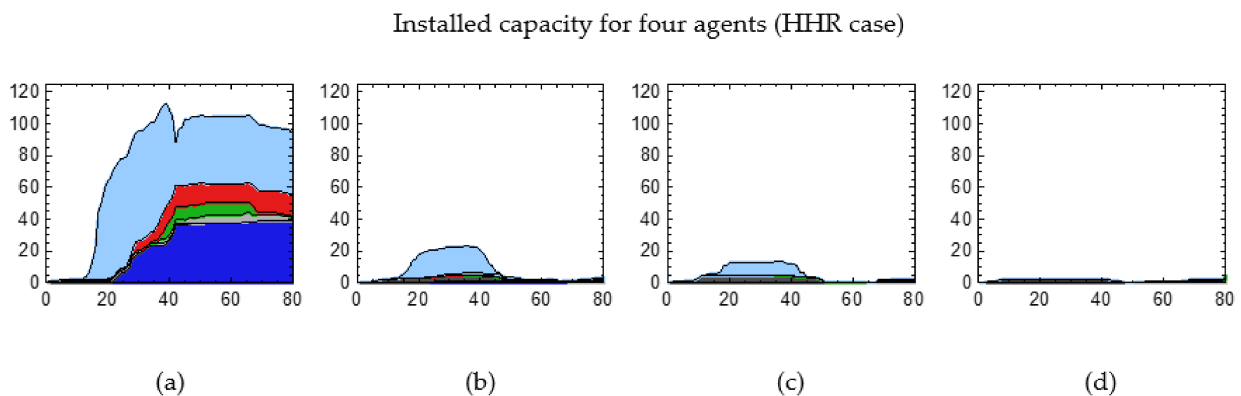 Installed capacity for four agents (HHR case)
120 120 120 120
100 100 100 100
80 80 80 80
60 60 60 60
40 40 40 40
20 20 20 20
0 0 0 0
0 20 40 60 80 0 20 40 60 80 0 20 40 60 80 0 20 40 60 80
(a) (b) (c) (d)